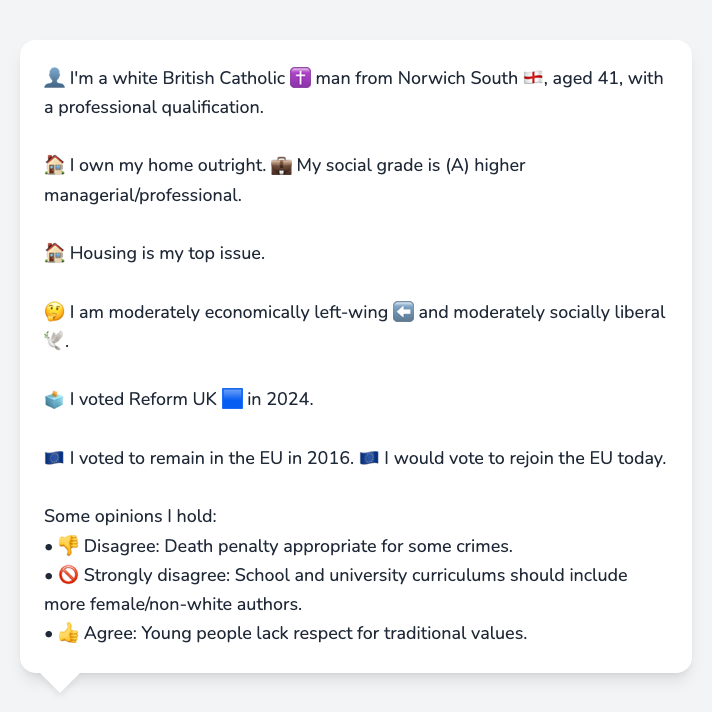 👤 I'm a white British Catholic ✝️ man from Norwich South 🏴󠁧󠁢󠁥󠁮󠁧󠁿, aged 41, with
a professional qualification.
🏠 I own my home outright. 💼 My social grade is (A) higher
managerial/professional.
🏠 Housing is my top issue.
🤔 I am moderately economically left-wing ⬅️ and moderately socially liberal
🕊️.
🗳️ I voted Reform UK 🟦 in 2024.
🇪🇺 I voted to remain in the EU in 2016. 🇪🇺 I would vote to rejoin the EU today.
Some opinions I hold:
• 👎 Disagree: Death penalty appropriate for some crimes.
• 🚫 Strongly disagree: School and university curriculums should include
more female/non-white authors.
• 👍 Agree: Young people lack respect for traditional values.